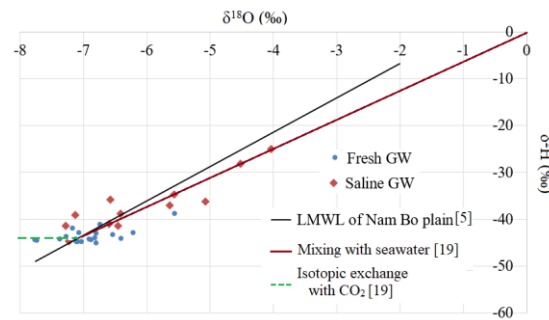 δ¹⁸O (‰)
-8 -7 -6 -5 -4 -3 -2 -1 0
0
-10
-20
-30
-40
-50
-60
Fresh GW
Saline GW
LMWL of Nam Bo plain[5]
Mixing with seawater [19]
Isotopic exchange
with CO₂ [19]
(‰)